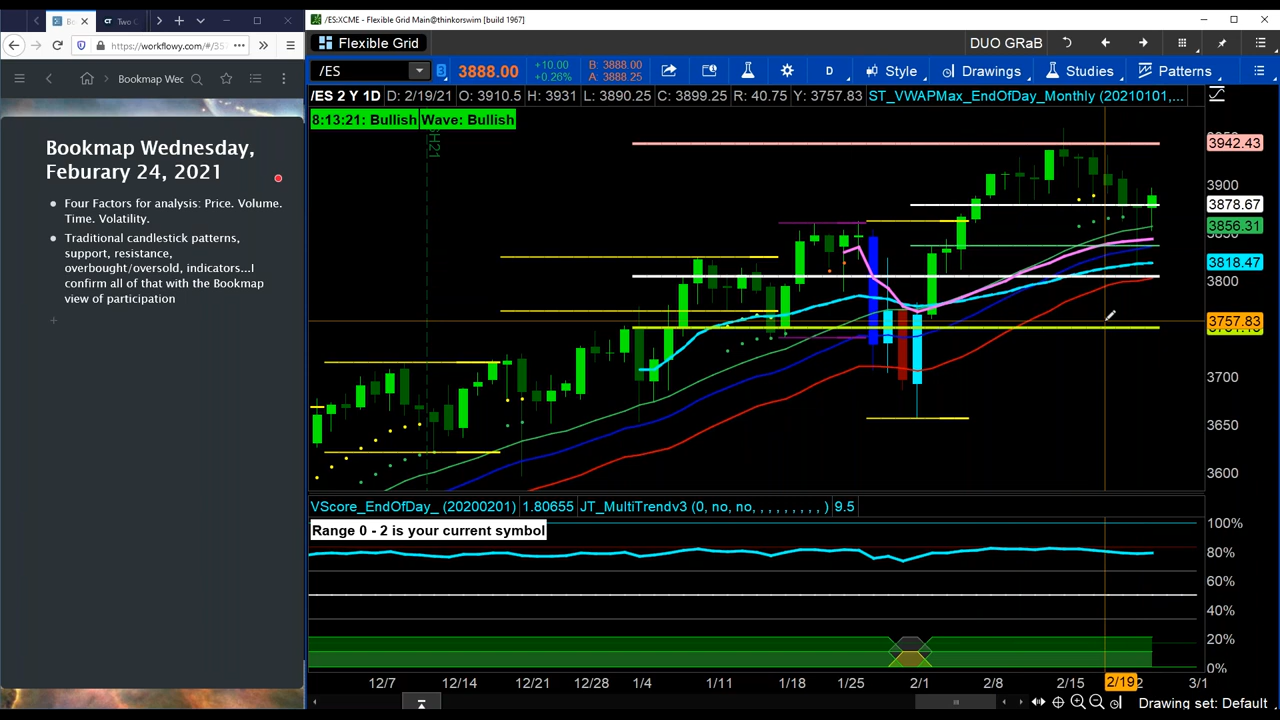 /ES:XCME - Flexible Grid Main@thinkorswim [build 1967]
Two C
https://workflowy.com/#/35
Bookmap Wed
Bookmap Wednesday,
Feburary 24, 2021
Four Factors for analysis: Price. Volume.
Time. Volatility.
Traditional candlestick patterns,
support, resistance,
overbought/oversold, indicators...I
confirm all of that with the Bookmap
view of participation
Flexible Grid
DUO GRaB
/ES
3
3888.00
+10.00
+0.26%
B: 3888.00
A: 3888.25
D
Style
Drawings
Studies
Patterns
/ES 2 Y 1D
D: 2/19/21
O: 3910.5
H: 3931
L: 3890.25
C: 3899.25
R: 40.75
Y: 3757.83
ST_VWAPMax_EndOfDay_Monthly (20210101,...
8:13:21: Bullish
Wave: Bullish
3942.43
3900
3878.67
3856.31
3818.47
3800
3757.83
3700
3650
3600
VScore_EndOfDay_ (20200201)
1.80655
JT_MultiTrendv3 (0, no, no, , , , , , , , , )
9.5
Range 0 - 2 is your current symbol
100%
80%
60%
40%
20%
0%
12/7
12/14
12/21
12/28
1/4
1/11
1/18
1/25
2/1
2/8
2/15
2/19
3/1
Drawing set: Default